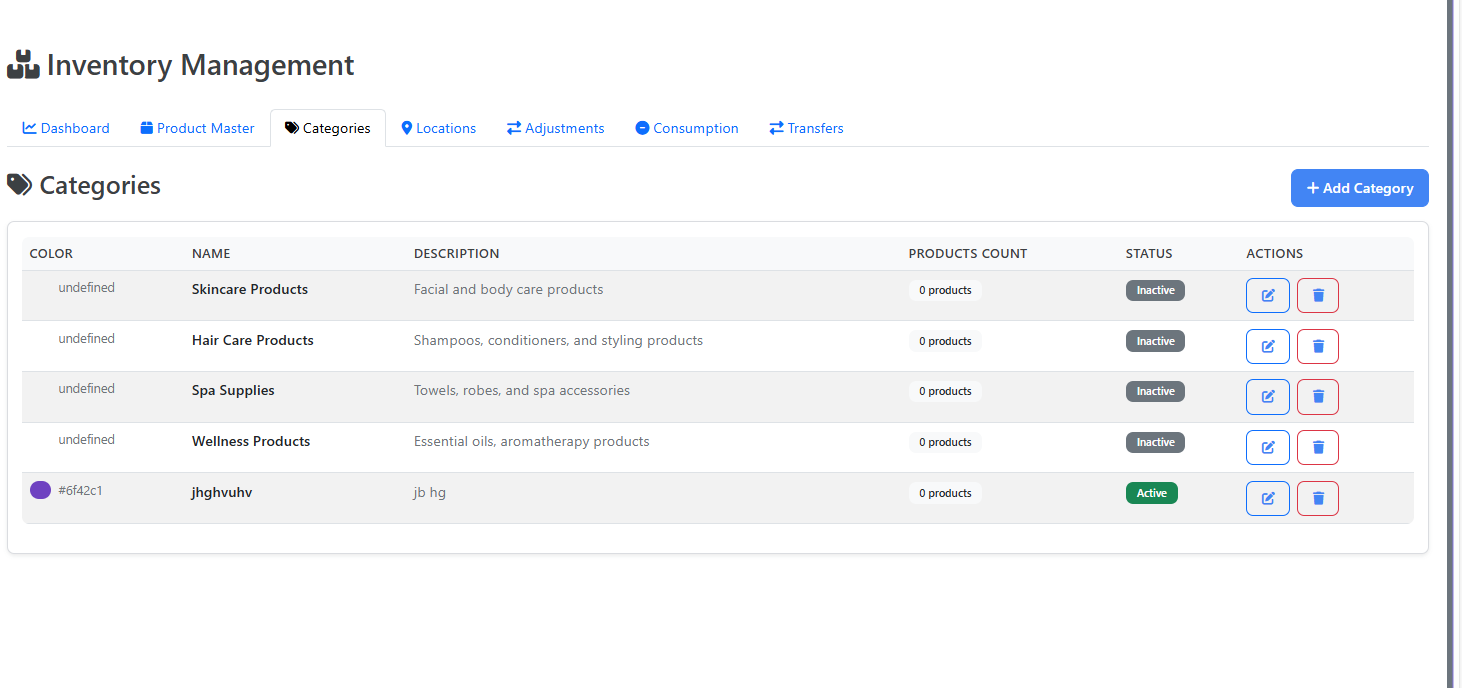 Inventory Management
Dashboard Product Master Categories Locations Adjustments Consumption Transfers
Categories
+ Add Category
COLOR NAME DESCRIPTION PRODUCTS COUNT STATUS ACTIONS
undefined Skincare Products Facial and body care products 0 products Inactive
undefined Hair Care Products Shampoos, conditioners, and styling products 0 products Inactive
undefined Spa Supplies Towels, robes, and spa accessories 0 products Inactive
undefined Wellness Products Essential oils, aromatherapy products 0 products Inactive
#6f42c1 jhghvuhv jb hg 0 products Active